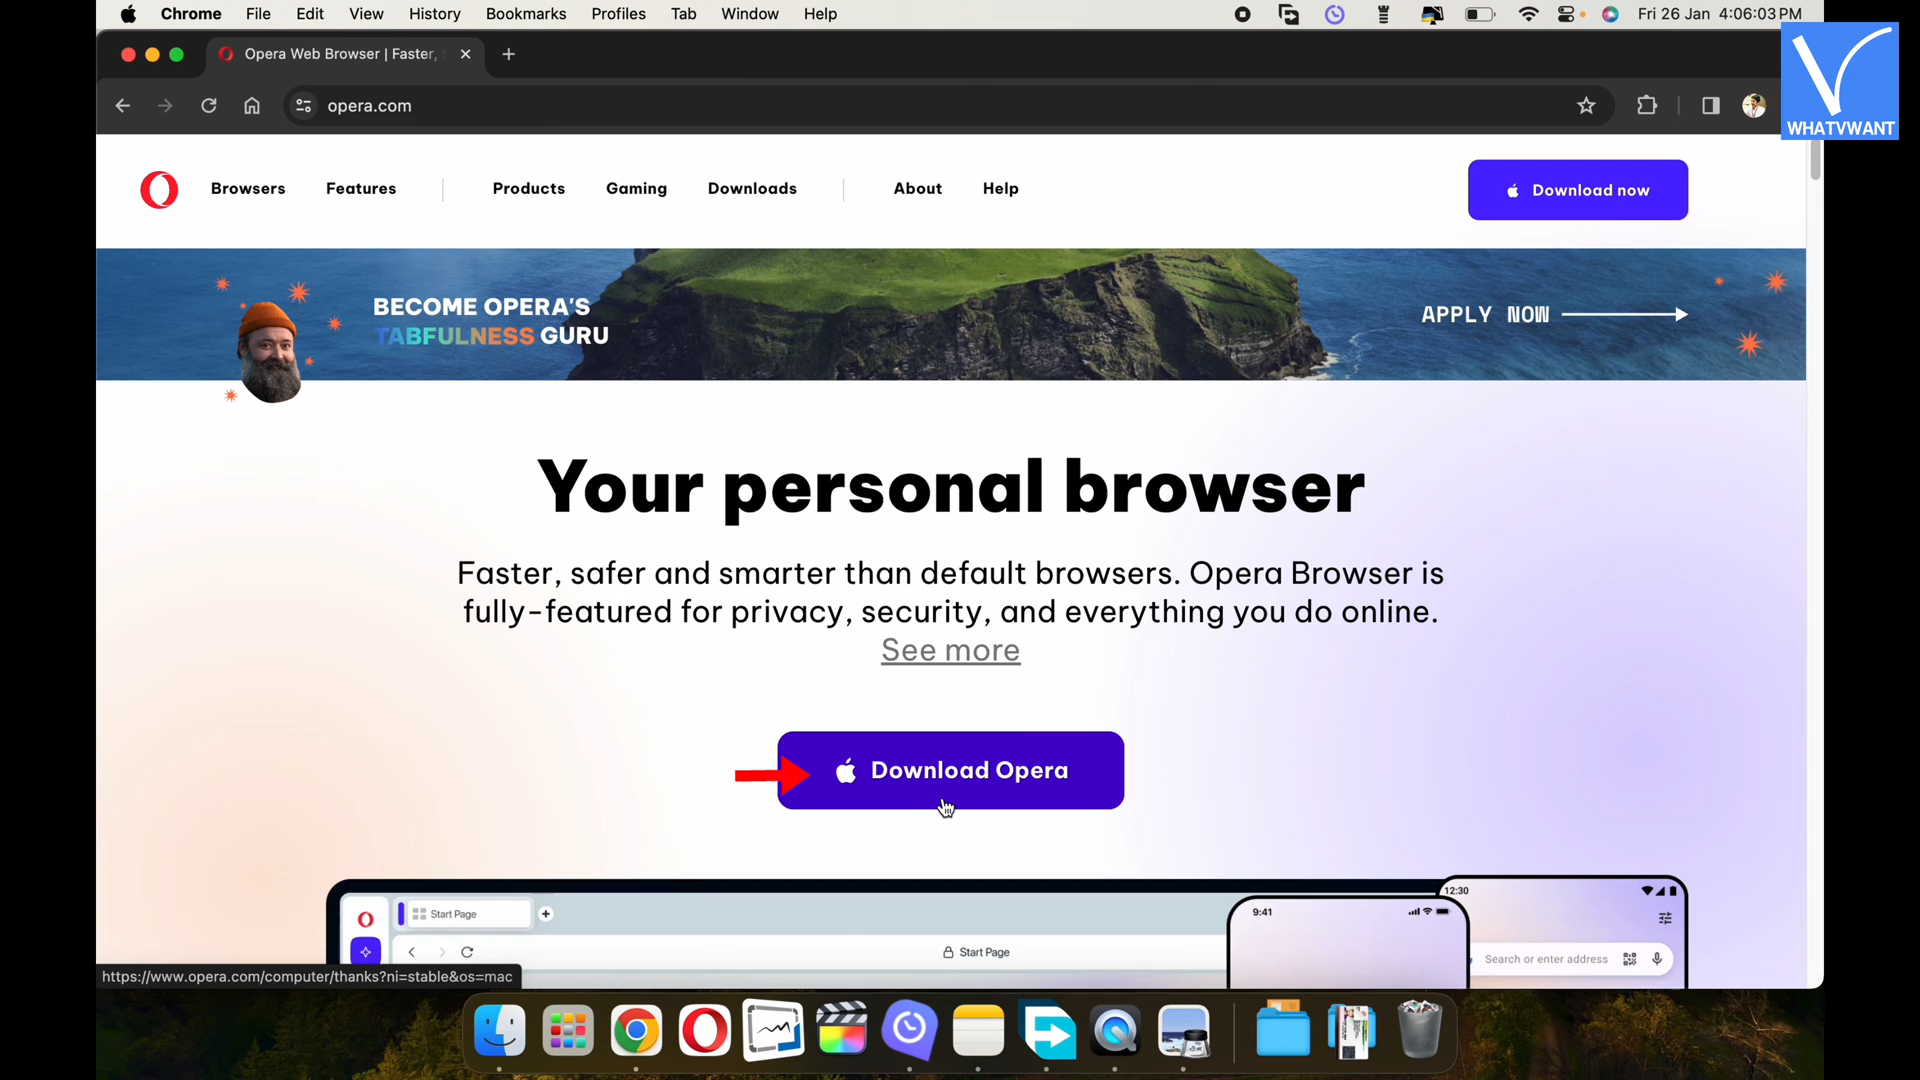 Chrome File Edit View History Bookmarks Profiles Tab Window Help Fri 26 Jan 4:06:03 PM
Opera Web Browser | Faster,
opera.com
WHATVWANT
Browsers Features Products Gaming Downloads About Help Download now
BECOME OPERA'S
TABFULNESS GURU
APPLY NOW
Your personal browser
Faster, safer and smarter than default browsers. Opera Browser is
fully-featured for privacy, security, and everything you do online.
See more
Download Opera
12:30
Start Page
9:41
Start Page
Search or enter address
https://www.opera.com/computer/thanks?ni=stable&os=mac